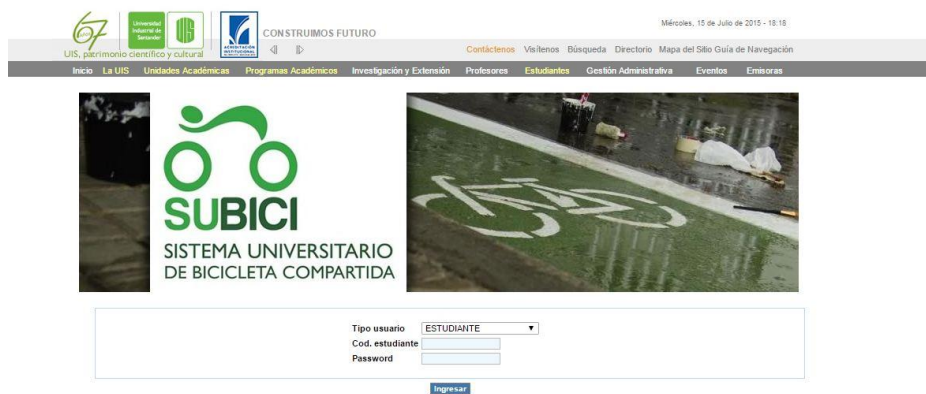 67
Universidad
Industrial de
Santander
UIS
ACREDITACIÓN
INSTITUCIONAL
CONSTRUIMOS FUTURO
Miércoles, 15 de Julio de 2015 - 18:18
UIS, patrimonio científico y cultural
Contáctenos Visítenos Búsqueda Directorio Mapa del Sitio Guía de Navegación
Inicio La UIS Unidades Académicas Programas Académicos Investigación y Extensión Profesores Estudiantes Gestión Administrativa Eventos Emisoras
SUBICI
SISTEMA UNIVERSITARIO
DE BICICLETA COMPARTIDA
Tipo usuario ESTUDIANTE
Cod. estudiante
Password
Ingresar